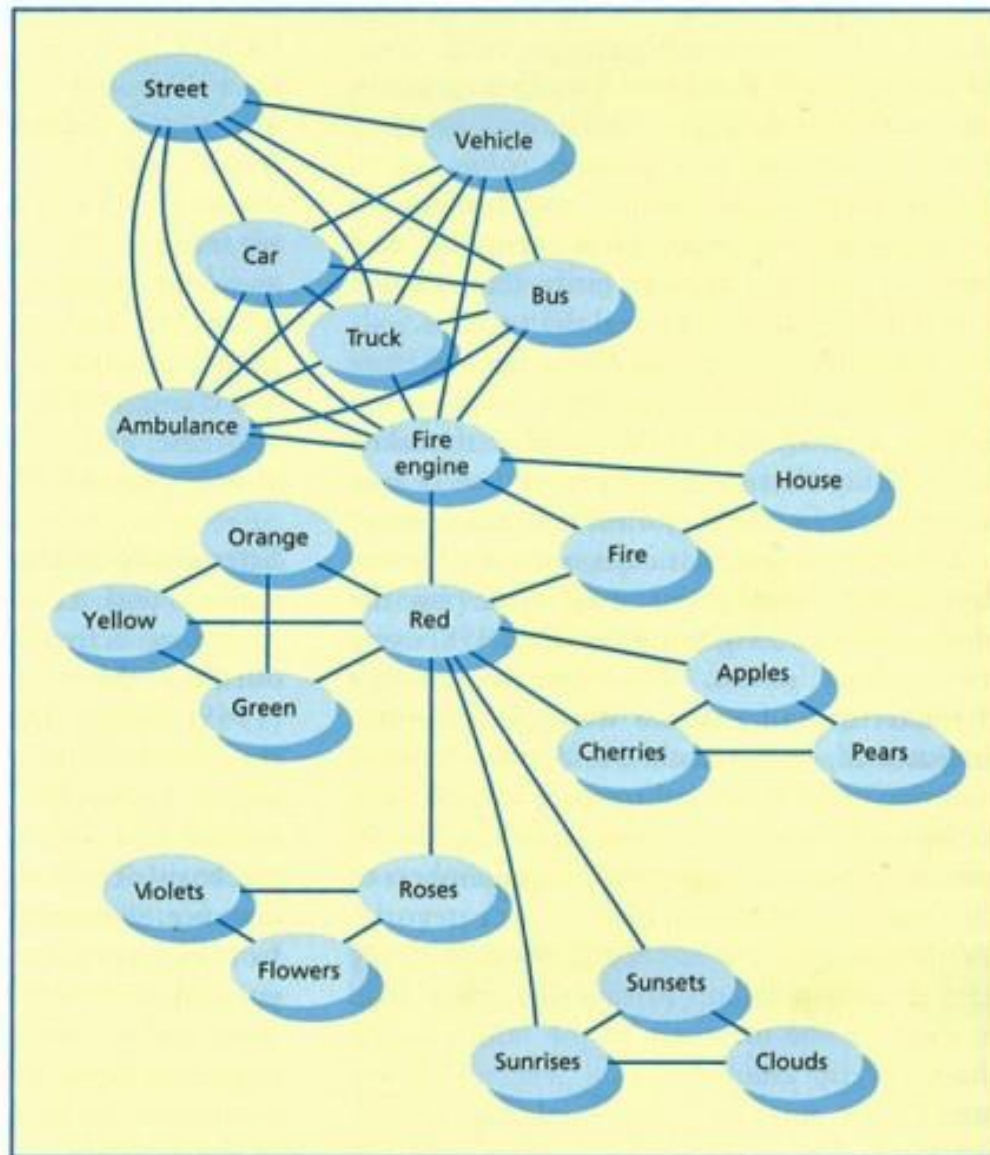 Street
Vehicle
Car
Bus
Truck
Ambulance
Fire
engine
House
Orange
Fire
Yellow
Red
Apples
Green
Cherries
Pears
Violets
Roses
Flowers
Sunsets
Sunrises
Clouds